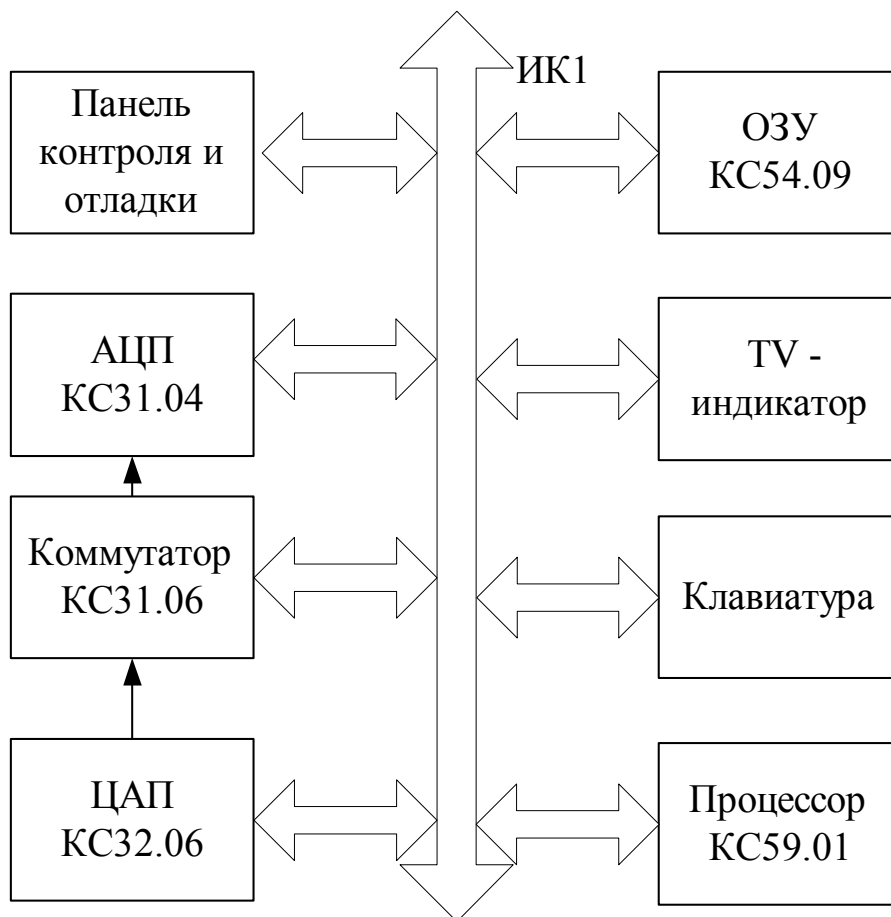 ИК1
Панель
контроля и
отладки
ОЗУ
КС54.09
АЦП
КС31.04
TV -
индикатор
Коммутатор
КС31.06
Клавиатура
ЦАП
КС32.06
Процессор
КС59.01